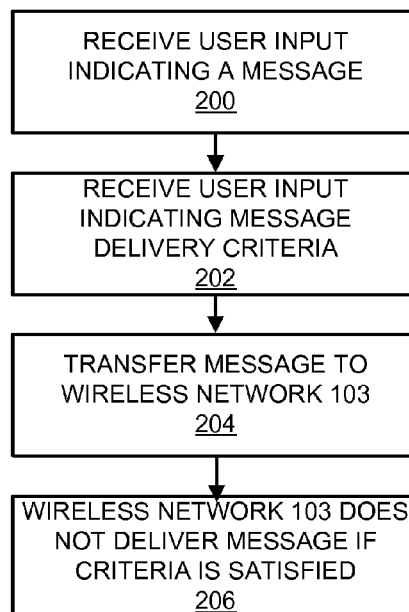 RECEIVE USER INPUT
INDICATING A MESSAGE
200
RECEIVE USER INPUT
INDICATING MESSAGE
DELIVERY CRITERIA
202
TRANSFER MESSAGE TO
WIRELESS NETWORK 103
204
WIRELESS NETWORK 103 DOES
NOT DELIVER MESSAGE IF
CRITERIA IS SATISFIED
206